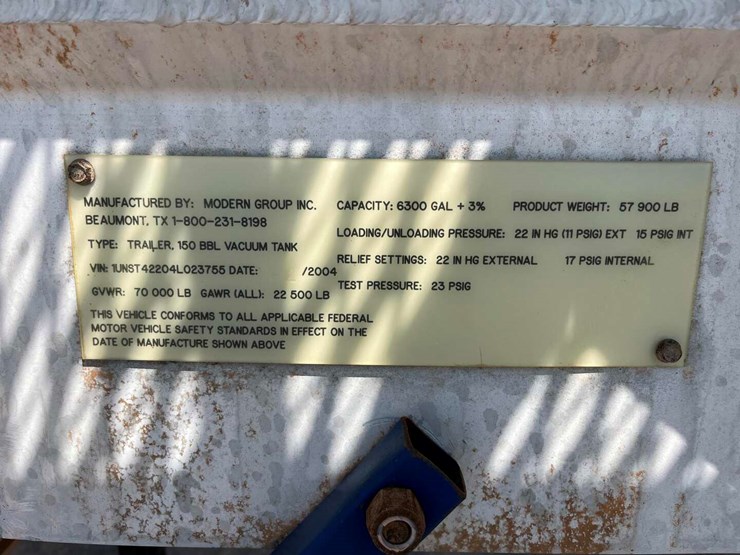 MANUFACTURED BY: MODERN GROUP INC.
BEAUMONT, TX 1-800-231-8198
TYPE: TRAILER, 150 BBL VACUUM TANK
VIN: 1UNST42204L023755 DATE: /2004
GVWR: 70 000 LB GAWR (ALL): 22 500 LB
THIS VEHICLE CONFORMS TO ALL APPLICABLE FEDERAL
MOTOR VEHICLE SAFETY STANDARDS IN EFFECT ON THE
DATE OF MANUFACTURE SHOWN ABOVE
CAPACITY: 6300 GAL + 3% PRODUCT WEIGHT: 57 900 LB
LOADING/UNLOADING PRESSURE: 22 IN HG (11 PSIG) EXT 15 PSIG INT
RELIEF SETTINGS: 22 IN HG EXTERNAL 17 PSIG INTERNAL
TEST PRESSURE: 23 PSIG